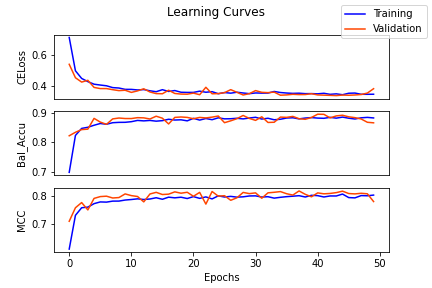 Learning Curves
Training
Validation
CELoss
0.6
0.4
Bal_Accu
0.9
0.8
0.7
MCC
0.8
0.7
0
10
20
30
40
50
Epochs